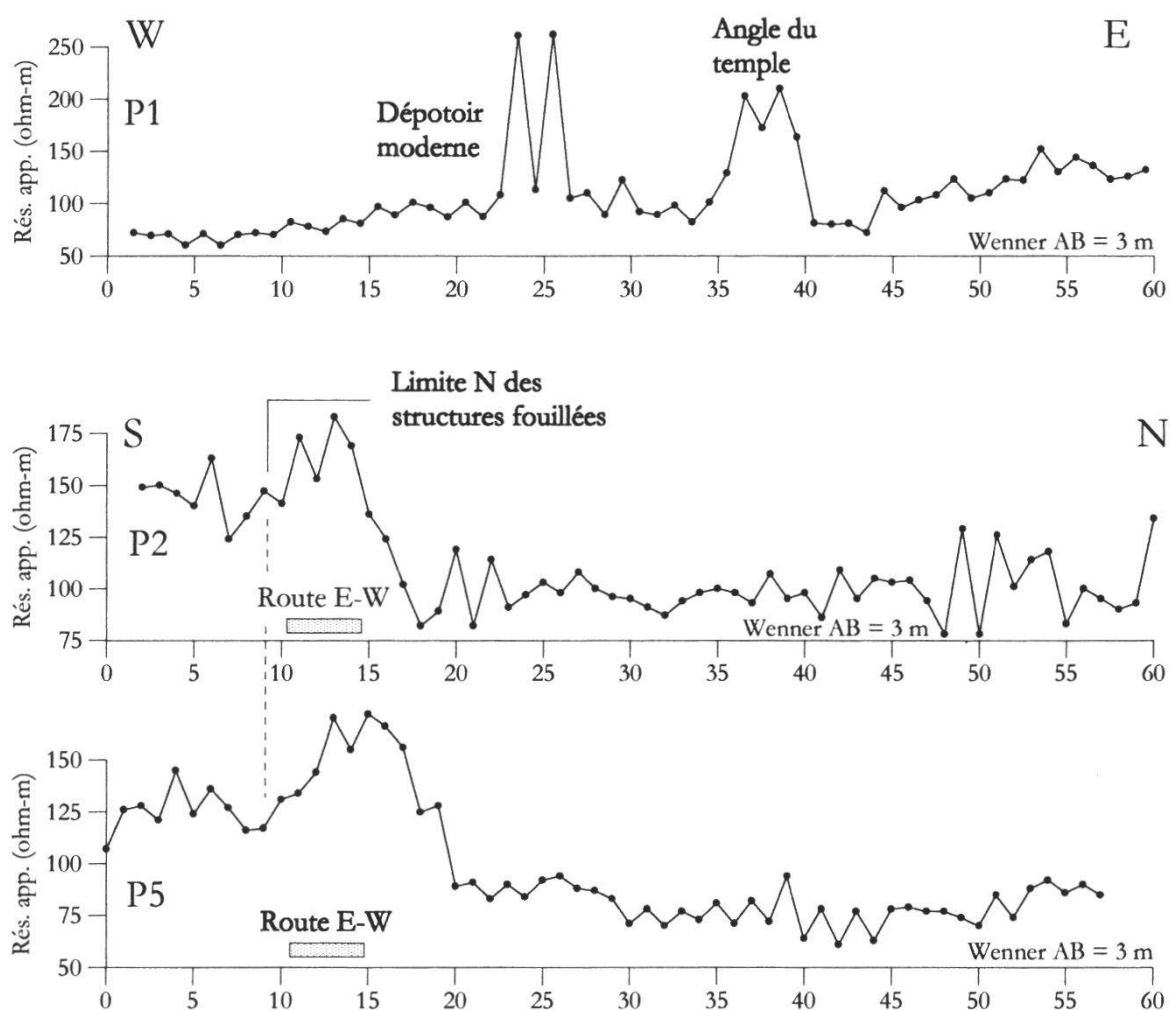 W
E
Angle du
temple
Dépotoir
moderne
P1
Rés. app. (ohm-m)
250
200
150
100
50
Wenner AB = 3 m
0 5 10 15 20 25 30 35 40 45 50 55 60
Limite N des
structures fouillées
S
N
P2
Rés. app. (ohm-m)
175
150
125
100
75
Route E-W
Wenner AB = 3 m
0 5 10 15 20 25 30 35 40 45 50 55 60
P5
Rés. app. (ohm-m)
150
125
100
75
50
Route E-W
Wenner AB = 3 m
0 5 10 15 20 25 30 35 40 45 50 55 60